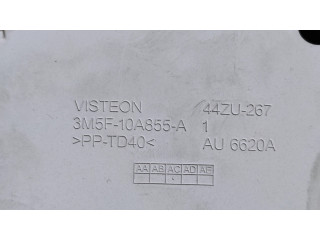 VISTEON 44ZU-267
3M5F-10A855-A 1
>PP-TD40< AU 6620A
AA AB AC AD AE